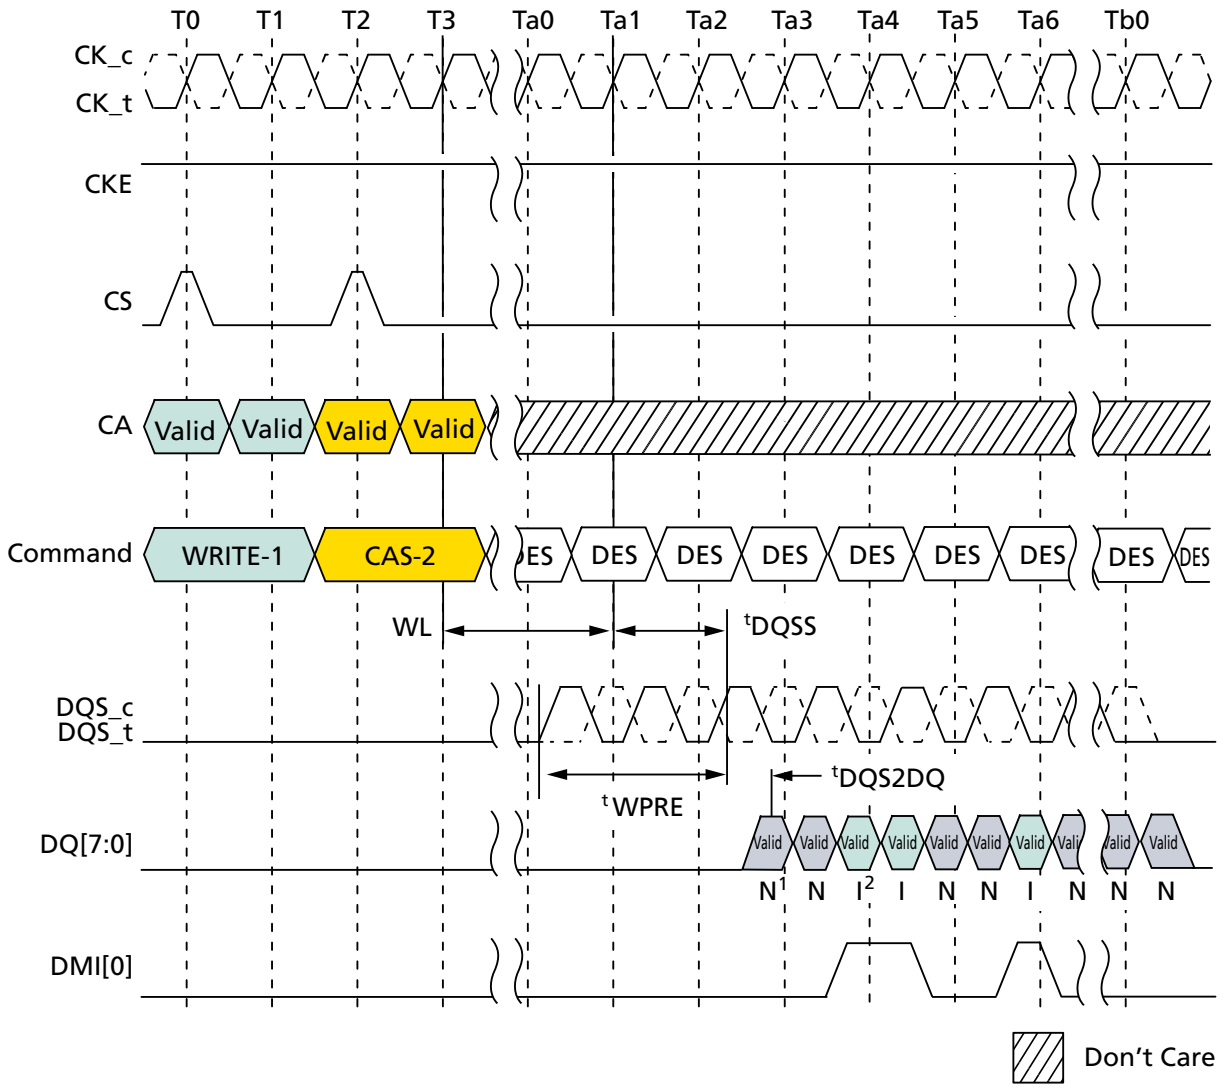 T0 T1 T2 T3 Ta0 Ta1 Ta2 Ta3 Ta4 Ta5 Ta6 Tb0
CK_c
CK_t
CKE
CS
CA Valid Valid Valid Valid
Command WRITE-1 CAS-2 DES DES DES DES DES DES DES DES DES
WL tDQSS
DQS_c
DQS_t
tDQS2DQ
tWPRE
DQ[7:0] Valid Valid Valid Valid Valid Valid Valid Valid Valid Valid
N1 N I2 I N N I N N N
DMI[0]
Don't Care